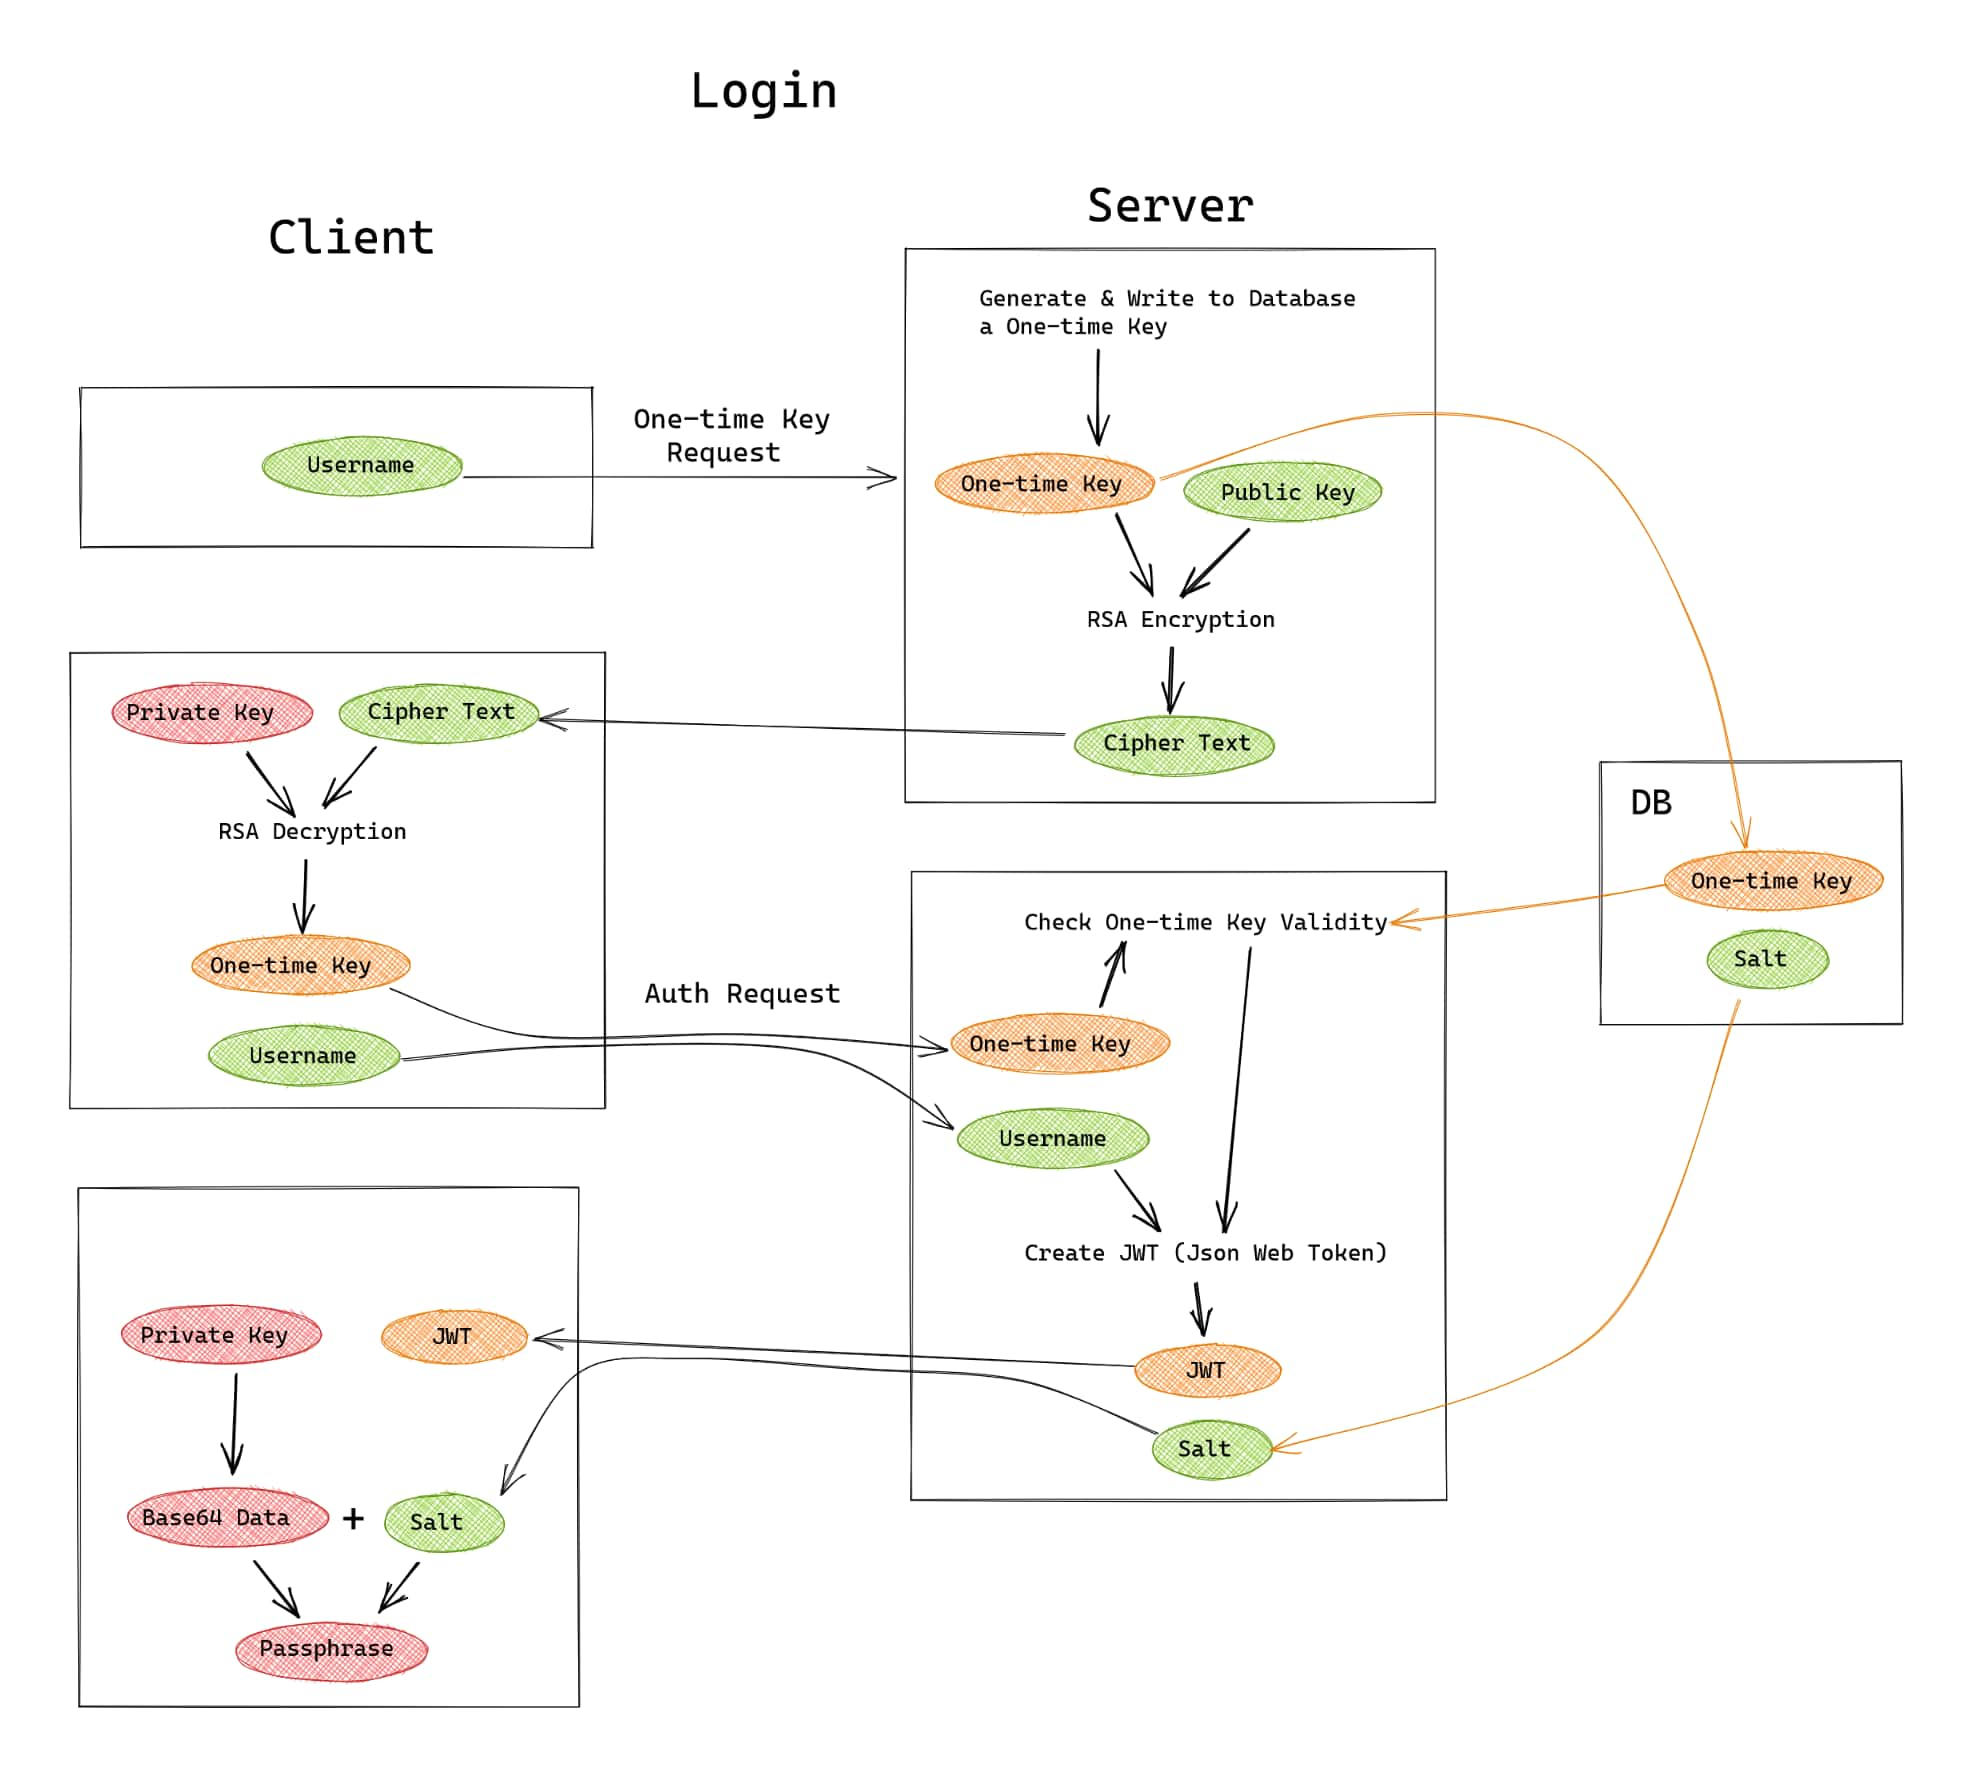 Login
Client
Server
Generate & Write to Database
a One-time Key
One-time Key
Request
Username
One-time Key
Public Key
RSA Encryption
Cipher Text
Private Key
Cipher Text
RSA Decryption
One-time Key
Username
Auth Request
DB
One-time Key
Salt
Check One-time Key Validity
One-time Key
Username
Create JWT (Json Web Token)
JWT
Salt
Private Key
JWT
Base64 Data
+
Salt
Passphrase